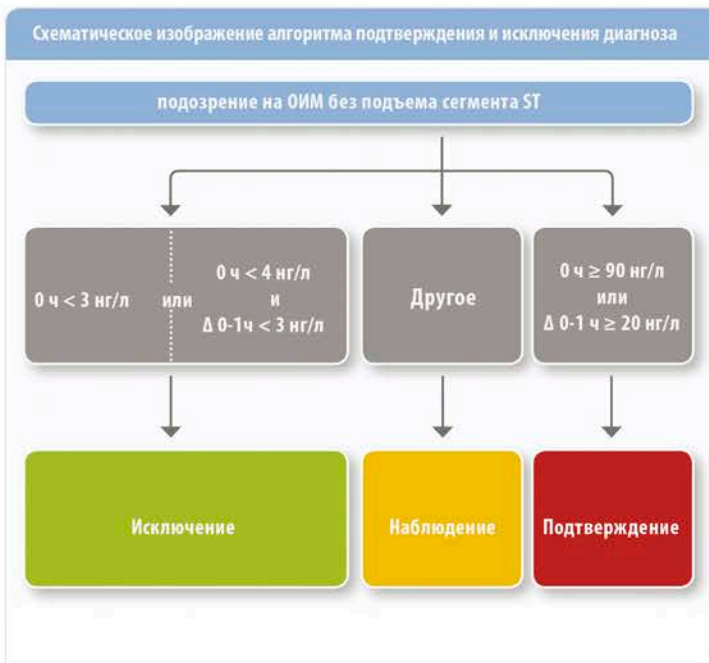 Схематическое изображение алгоритма подтверждения и исключения диагноза
подозрение на ОИМ без подъема сегмента ST
0 ч < 3 нг/л
или
0 ч < 4 нг/л
и
Δ 0-1ч < 3 нг/л
Другое
0 ч ≥ 90 нг/л
или
Δ 0-1 ч ≥ 20 нг/л
Исключение
Наблюдение
Подтверждение